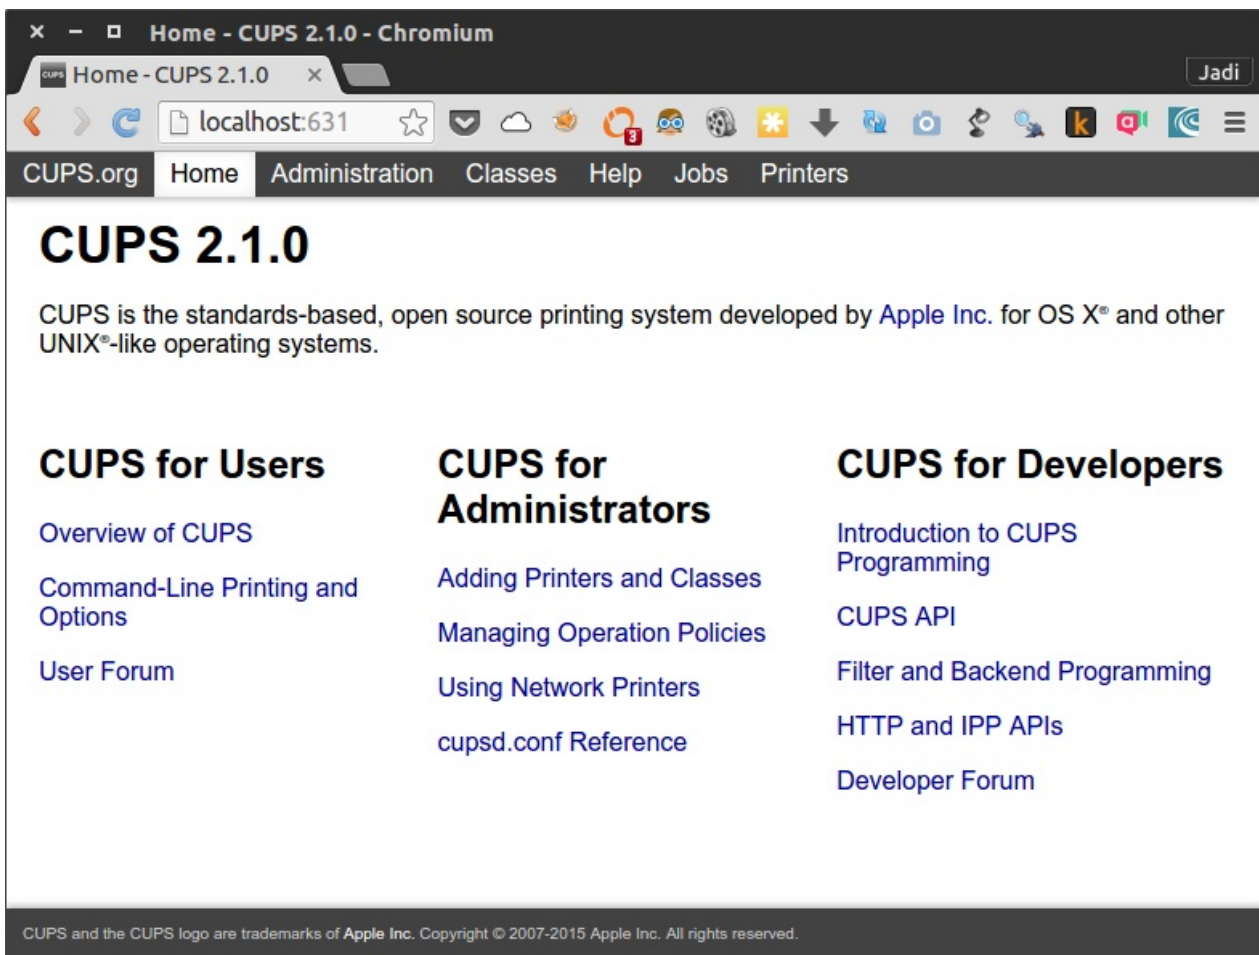 Home - CUPS 2.1.0 - Chromium
CUPS Home - CUPS 2.1.0
Jadi
localhost:631
3
k
CUPS.org Home Administration Classes Help Jobs Printers
CUPS 2.1.0
CUPS is the standards-based, open source printing system developed by Apple Inc. for OS X® and other
UNIX®-like operating systems.
CUPS for Users
Overview of CUPS
Command-Line Printing and
Options
User Forum
CUPS for
Administrators
Adding Printers and Classes
Managing Operation Policies
Using Network Printers
cupsd.conf Reference
CUPS for Developers
Introduction to CUPS
Programming
CUPS API
Filter and Backend Programming
HTTP and IPP APIs
Developer Forum
CUPS and the CUPS logo are trademarks of Apple Inc. Copyright © 2007-2015 Apple Inc. All rights reserved.